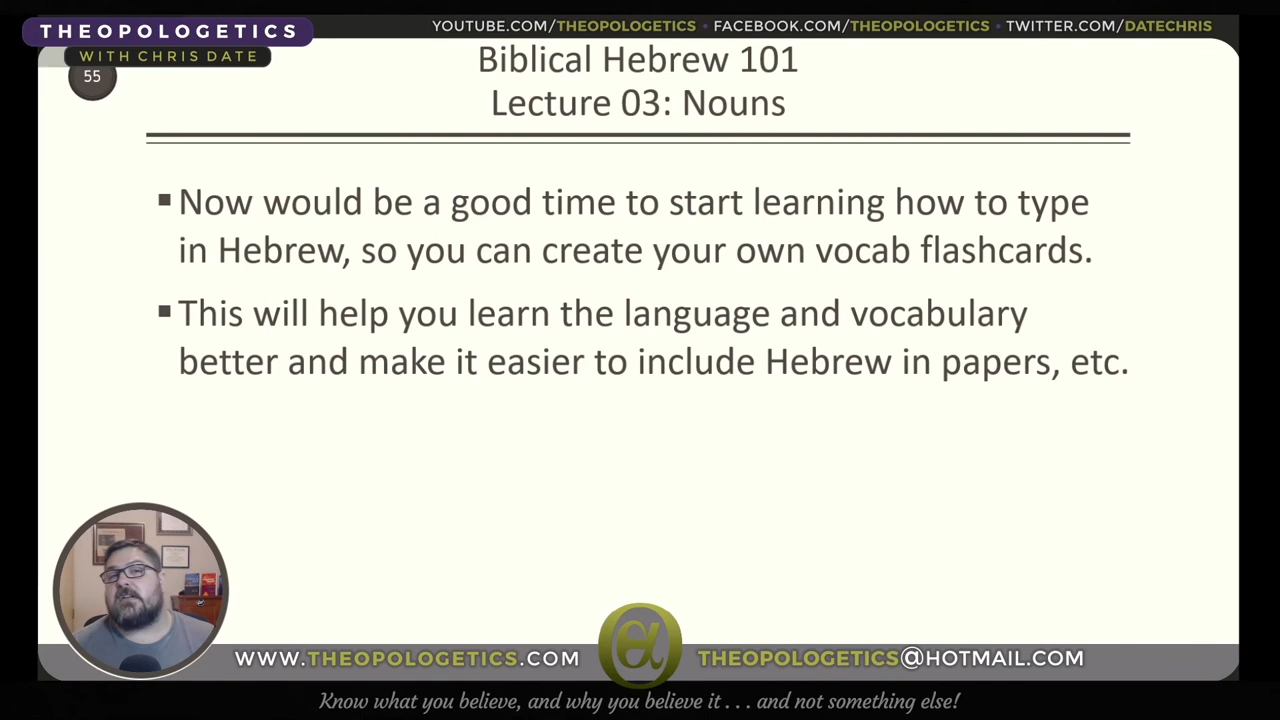 THEOPOLOGETICS
WITH CHRIS DATE
YOUTUBE.COM/THEOPOLOGETICS • FACEBOOK.COM/THEOPOLOGETICS • TWITTER.COM/DATECHRIS
55
Biblical Hebrew 101
Lecture 03: Nouns
▪ Now would be a good time to start learning how to type
in Hebrew, so you can create your own vocab flashcards.
▪ This will help you learn the language and vocabulary
better and make it easier to include Hebrew in papers, etc.
WWW.THEOPOLOGETICS.COM
THEOPOLOGETICS@HOTMAIL.COM
Know what you believe, and why you believe it . . . and not something else!